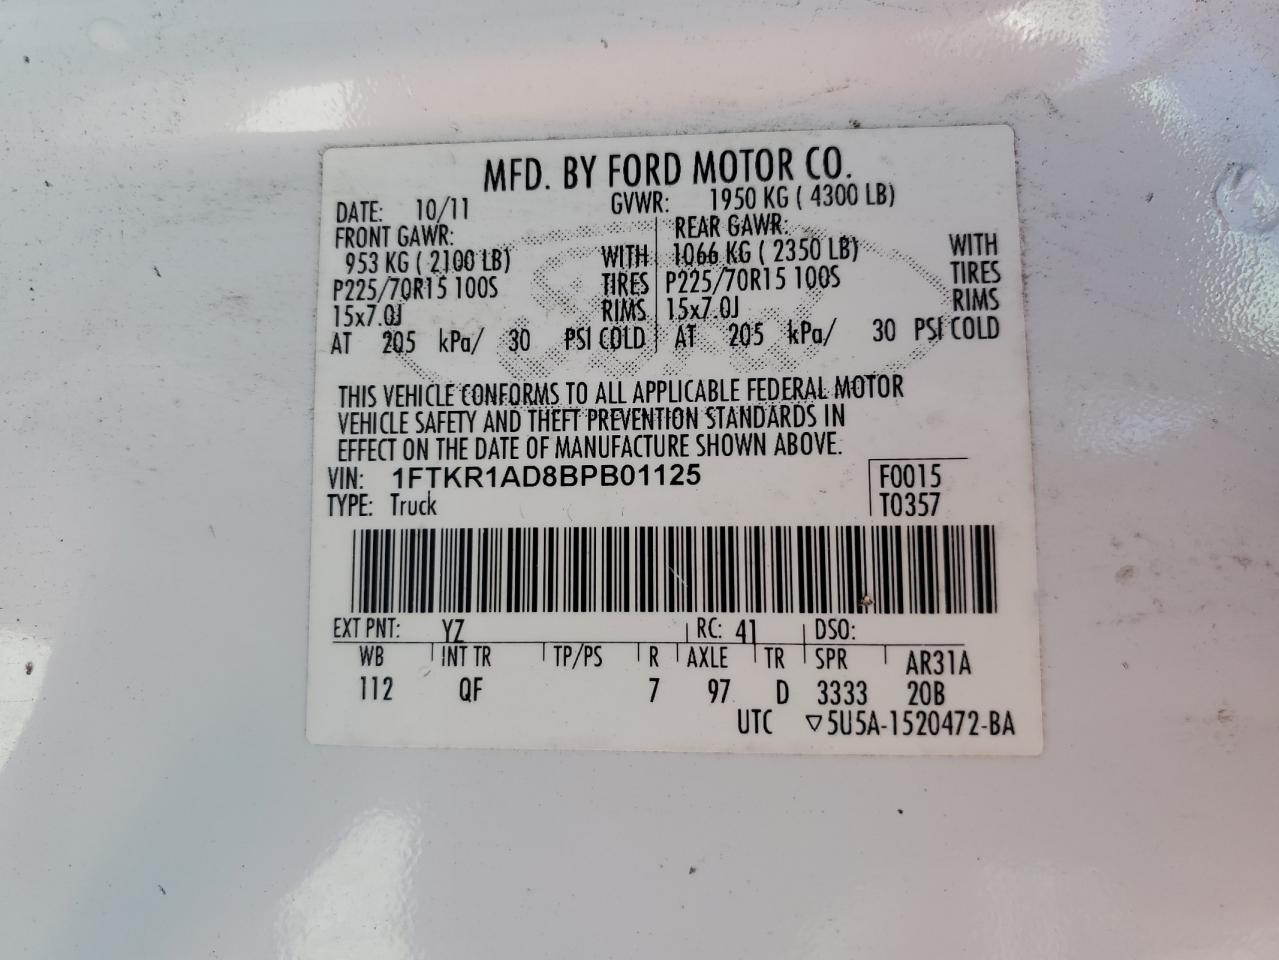 MFD. BY FORD MOTOR CO.
DATE: 10/11 GVWR: 1950 KG ( 4300 LB)
FRONT GAWR: REAR GAWR:
953 KG ( 2100 LB) WITH 1066 KG ( 2350 LB) WITH
P225/70R15 100S TIRES P225/70R15 100S TIRES
15x7.0J RIMS 15x7.0J RIMS
AT 205 kPa/ 30 PSI COLD AT 205 kPa/ 30 PSI COLD
THIS VEHICLE CONFORMS TO ALL APPLICABLE FEDERAL MOTOR
VEHICLE SAFETY AND THEFT PREVENTION STANDARDS IN
EFFECT ON THE DATE OF MANUFACTURE SHOWN ABOVE.
VIN: 1FTKR1AD8BPB01125 F0015
TYPE: Truck T0357
EXT PNT: YZ RC: 41 DSO:
WB INT TR TP/PS R AXLE TR SPR AR31A
112 QF 7 97 D 3333 20B
UTC ▽5U5A-1520472-BA